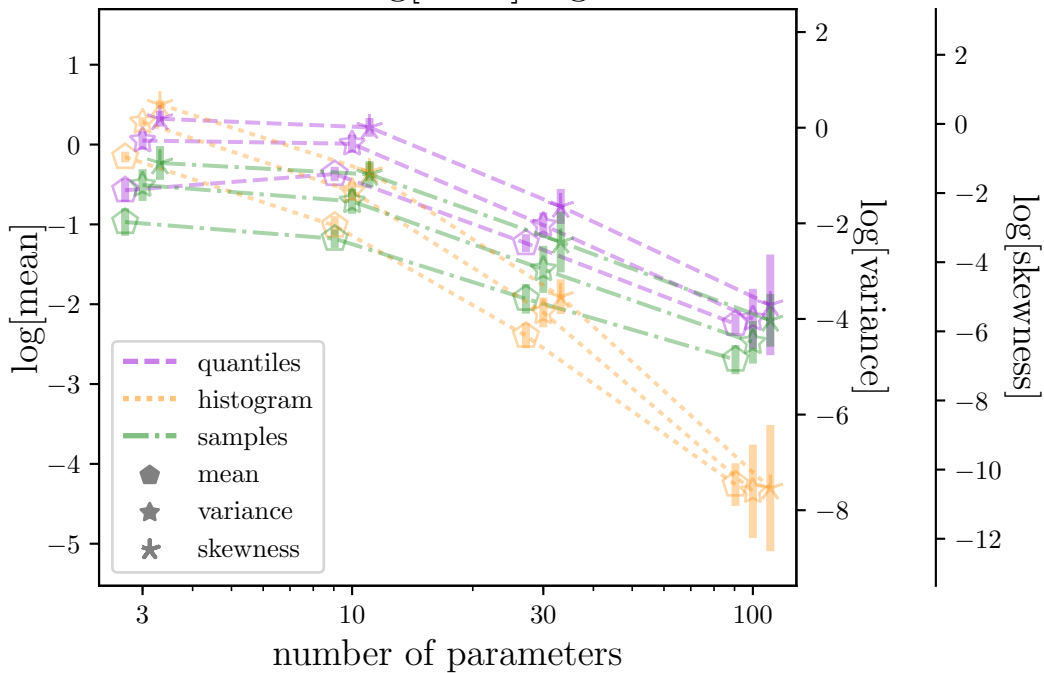 1
0
−1
−2
−3
−4
−5
log[mean]
quantiles
histogram
samples
mean
variance
skewness
3
10
30
100
number of parameters
2
0
−2
−4
−6
−8
log[variance]
2
0
−2
−4
−6
−8
−10
−12
log[skewness]